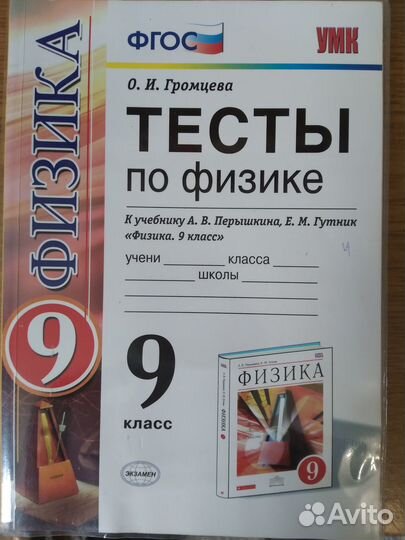 ФГОС
УМК
О. И. Громцева
ТЕСТЫ
по физике
К учебнику А. В. Перышкина, Е. М. Гутник
«Физика. 9 класс»
учени класса
школы
ФИЗИКА
9
9
класс
ЭКЗАМЕН
ФИЗИКА
ФИЗИКА
9
Avito